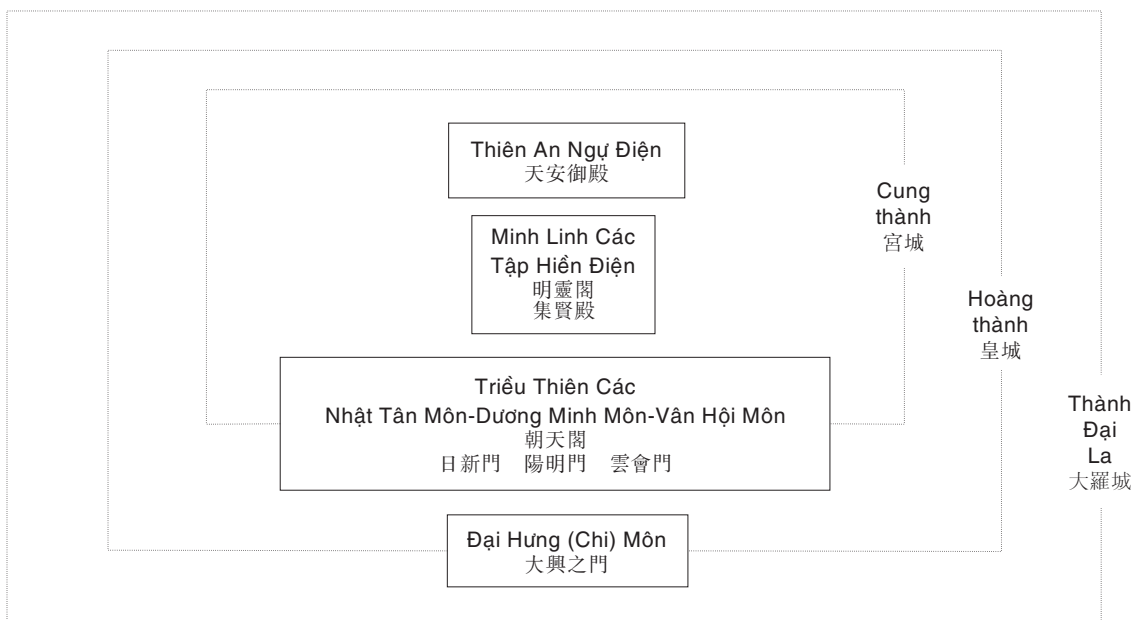 Thiên An Ngự Điện
天安御殿
Minh Linh Các
Tập Hiền Điện
明靈閣
集賢殿
Triều Thiên Các
Nhật Tân Môn-Dương Minh Môn-Vân Hội Môn
朝天閣
日新門 陽明門 雲會門
Đại Hưng (Chi) Môn
大興之門
Cung
thành
宮城
Hoàng
thành
皇城
Thành
Đại
La
大羅城